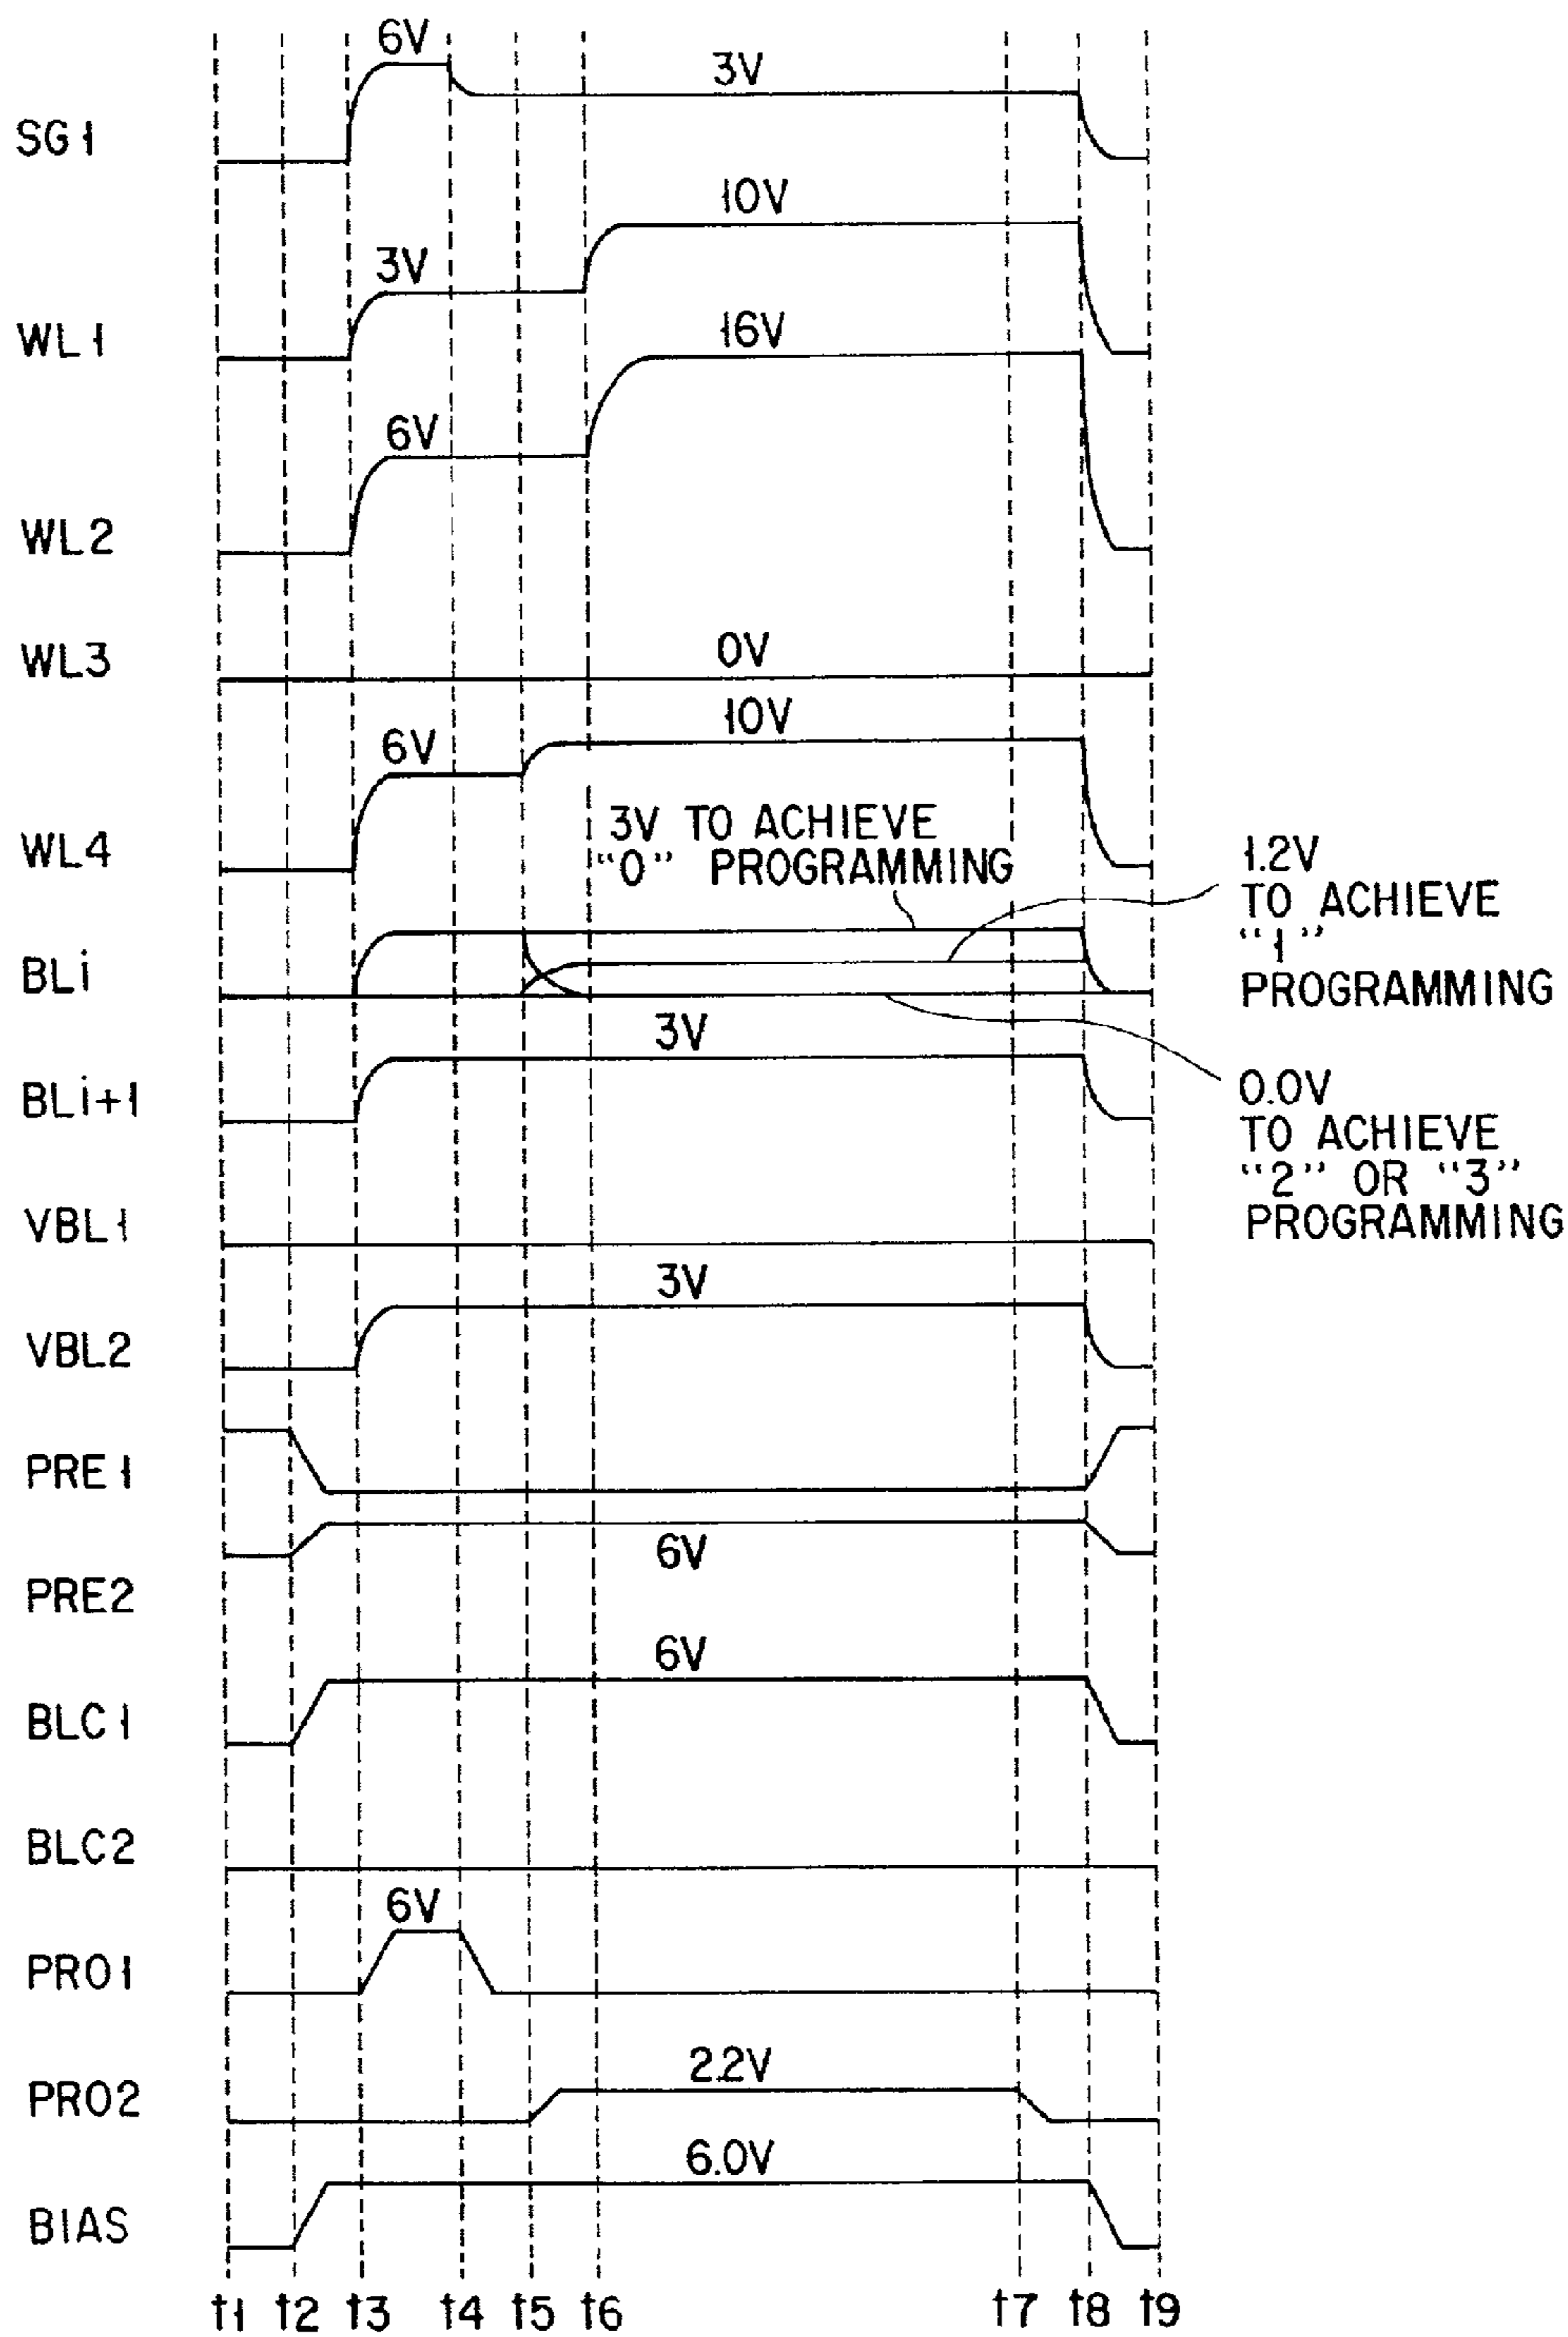 6V
3V
SG1
10V
3V
WL1
16V
6V
WL2
WL3
0V
10V
6V
WL4
3V TO ACHIEVE
"0" PROGRAMMING
1.2V
TO ACHIEVE
"1"
PROGRAMMING
BLi
3V
BLi+1
0.0V
TO ACHIEVE
"2" OR "3"
PROGRAMMING
VBL1
3V
VBL2
PRE1
6V
PRE2
6V
BLC1
BLC2
6V
PRO1
2.2V
PRO2
6.0V
BIAS
t1 t2 t3 t4 t5 t6 t7 t8 t9